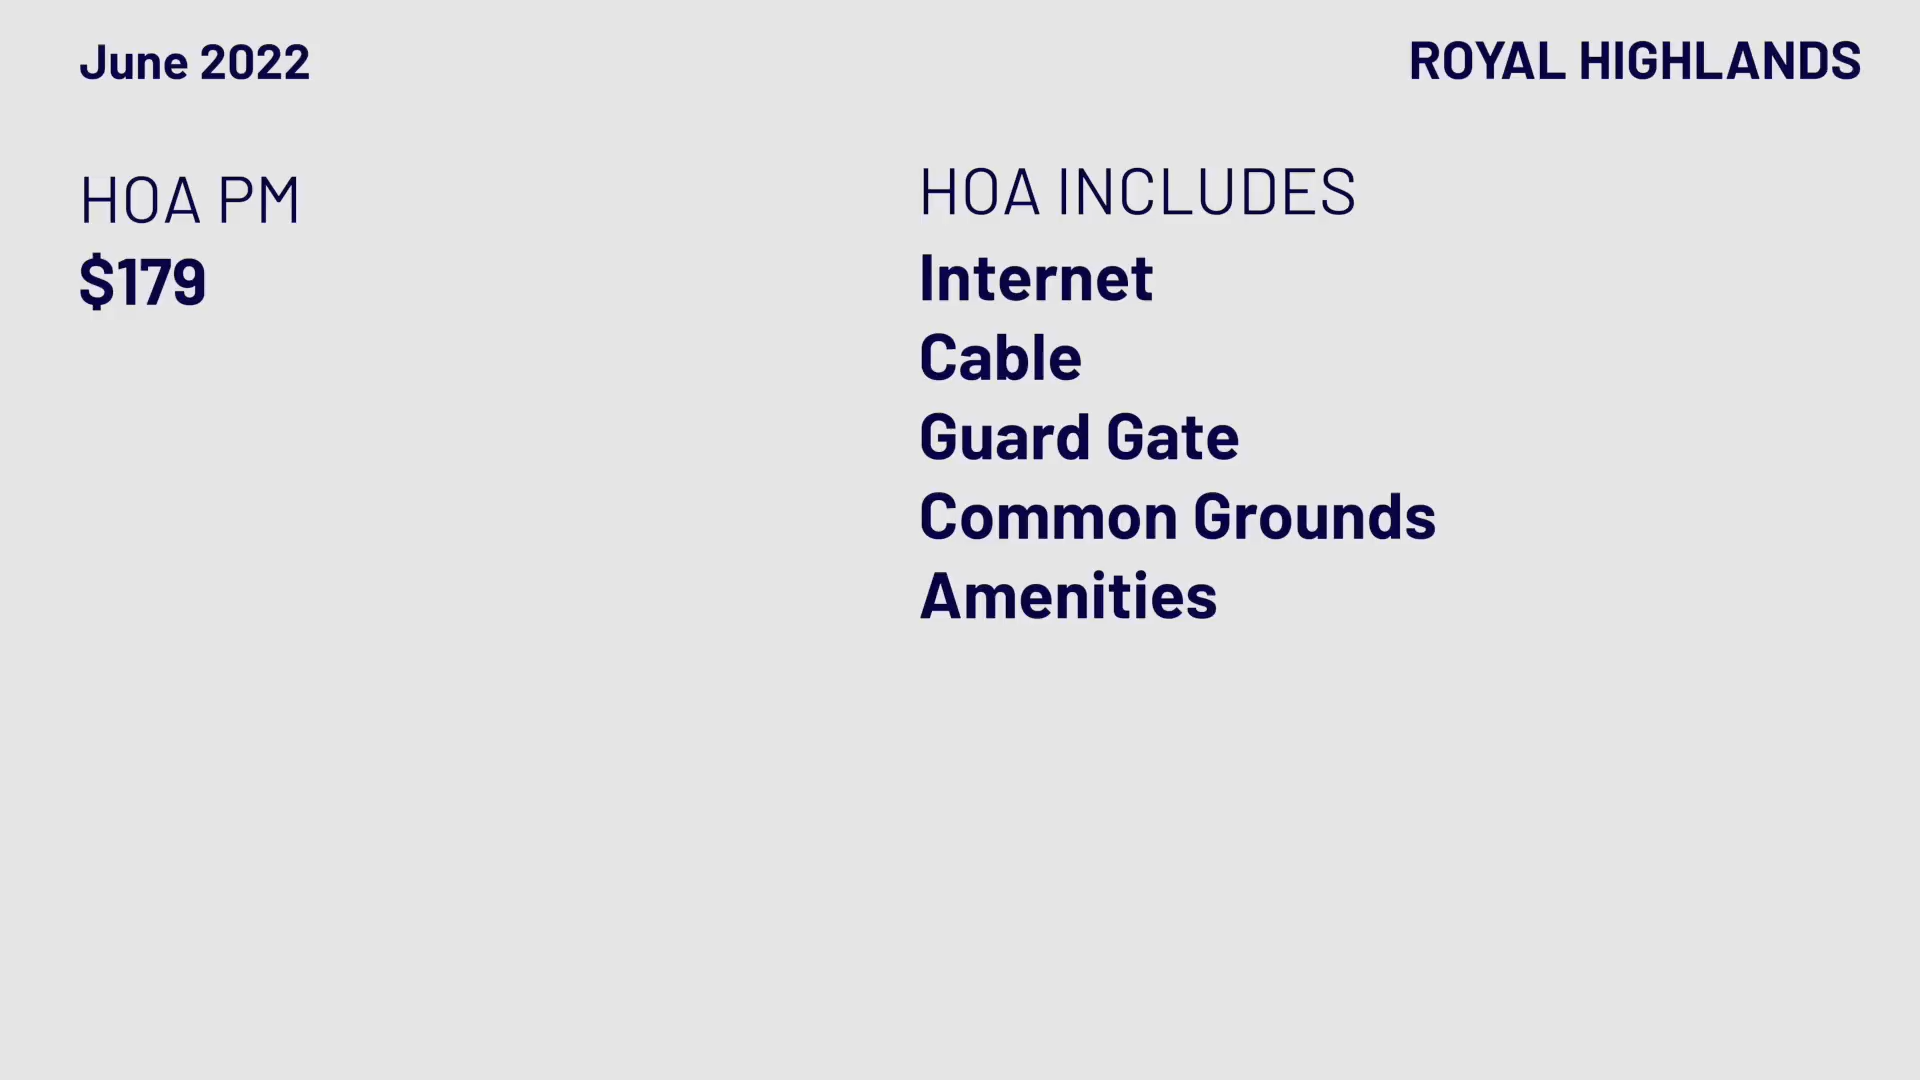 June 2022
ROYAL HIGHLANDS
HOA PM
$179
HOA INCLUDES
Internet
Cable
Guard Gate
Common Grounds
Amenities